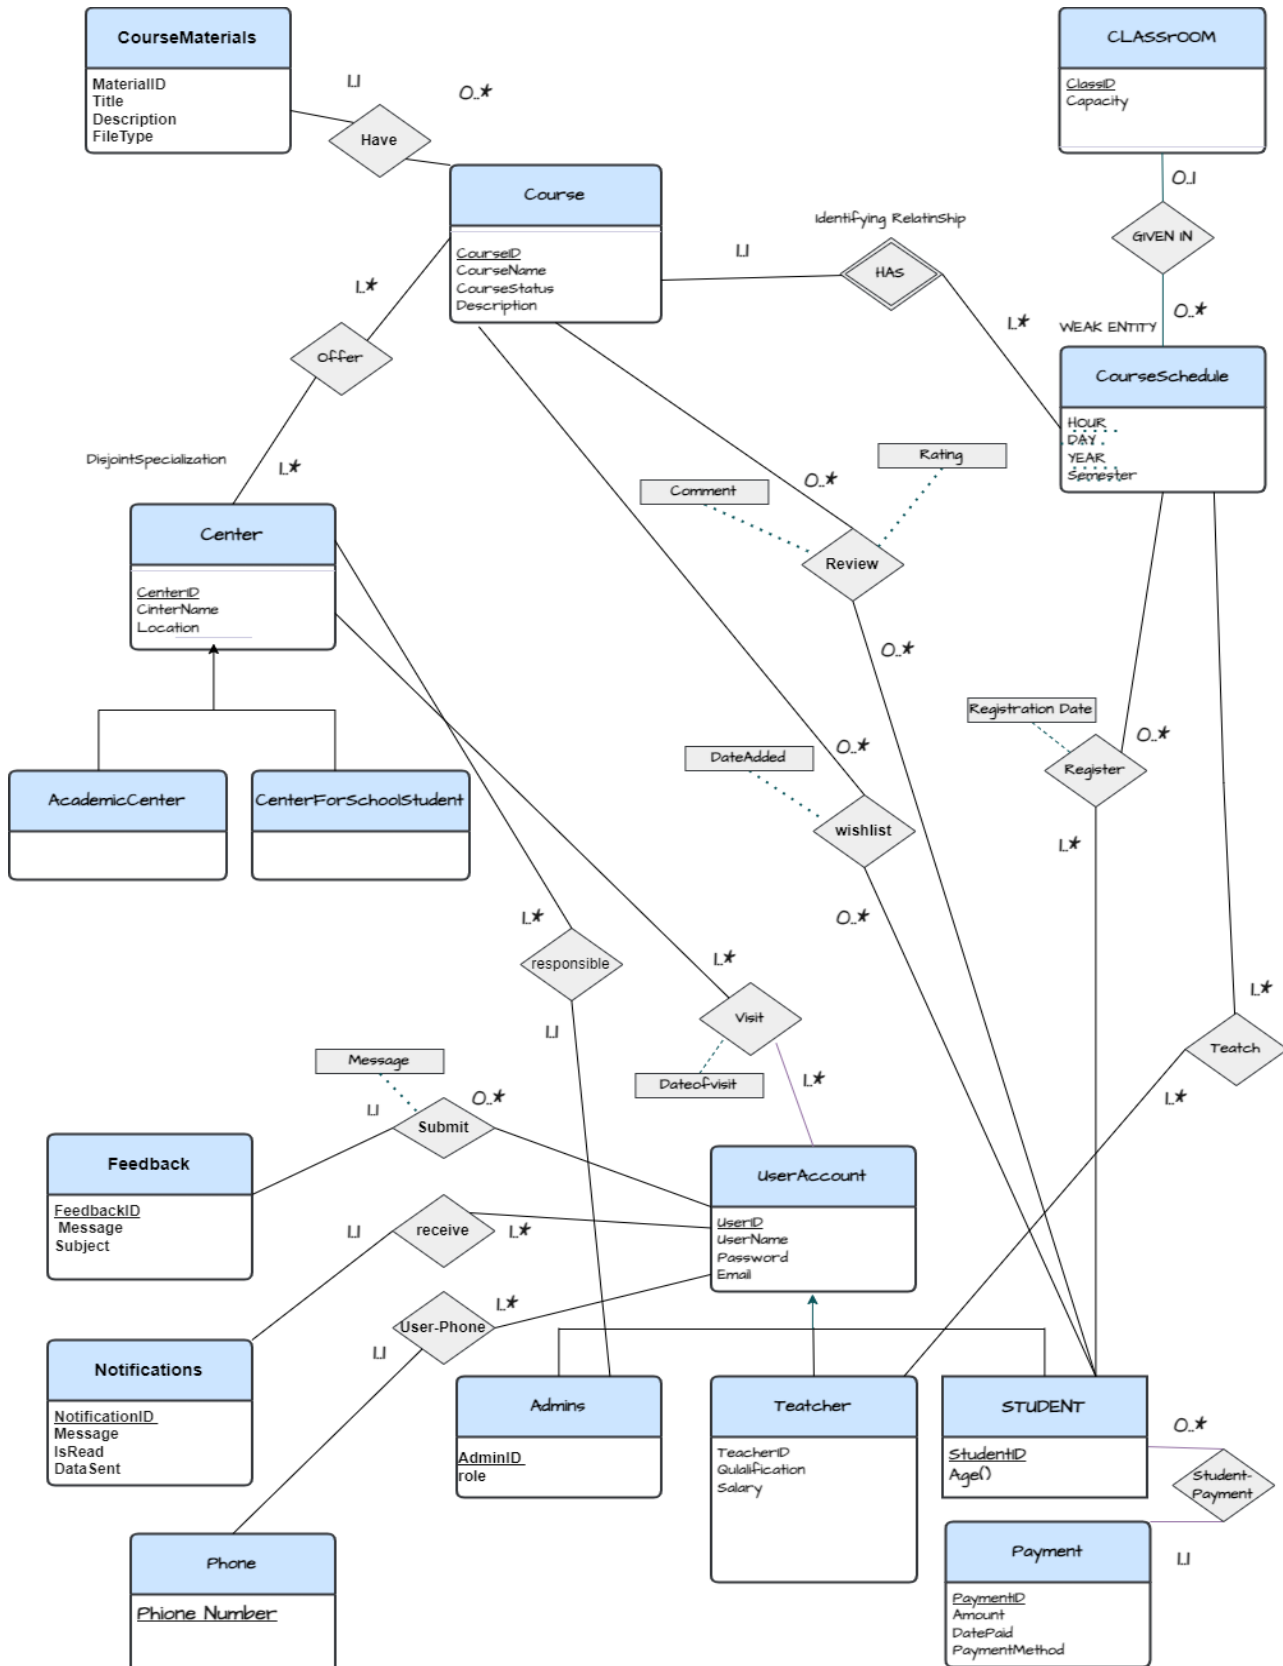 CourseMaterials
MaterialID
Title
Description
FileType
1..1
Have
0..*
CLASSrOOM
ClassID
Capacity
0..1
GIVEN IN
0..*
WEAK ENTITY
Course
CourseID
CourseName
CourseStatus
Description
Identifying RelatinShip
1..1
HAS
1..*
CourseSchedule
HOUR
DAY
YEAR
Semester
1..*
Offer
1..*
DisjointSpecialization
Center
CenterID
CinterName
Location
AcademicCenter
CenterForSchoolStudent
Rating
Comment
0..*
Review
0..*
Registration Date
0..*
Register
1..*
DateAdded
0..*
wishlist
0..*
1..*
responsible
1..1
1..*
Visit
Dateofvisit
1..*
1..*
Teatch
1..*
Message
1..1
0..*
Submit
Feedback
FeedbackID
Message
Subject
UserAccount
UserID
UserName
Password
Email
1..1
receive
1..*
1..*
User-Phone
1..1
Notifications
NotificationID
Message
IsRead
DataSent
Admins
AdminID
role
Teatcher
TeacherID
Qulalification
Salary
STUDENT
StudentID
Age()
0..*
Student-
Payment
1..1
Phone
Phione Number
Payment
PaymentID
Amount
DatePaid
PaymentMethod